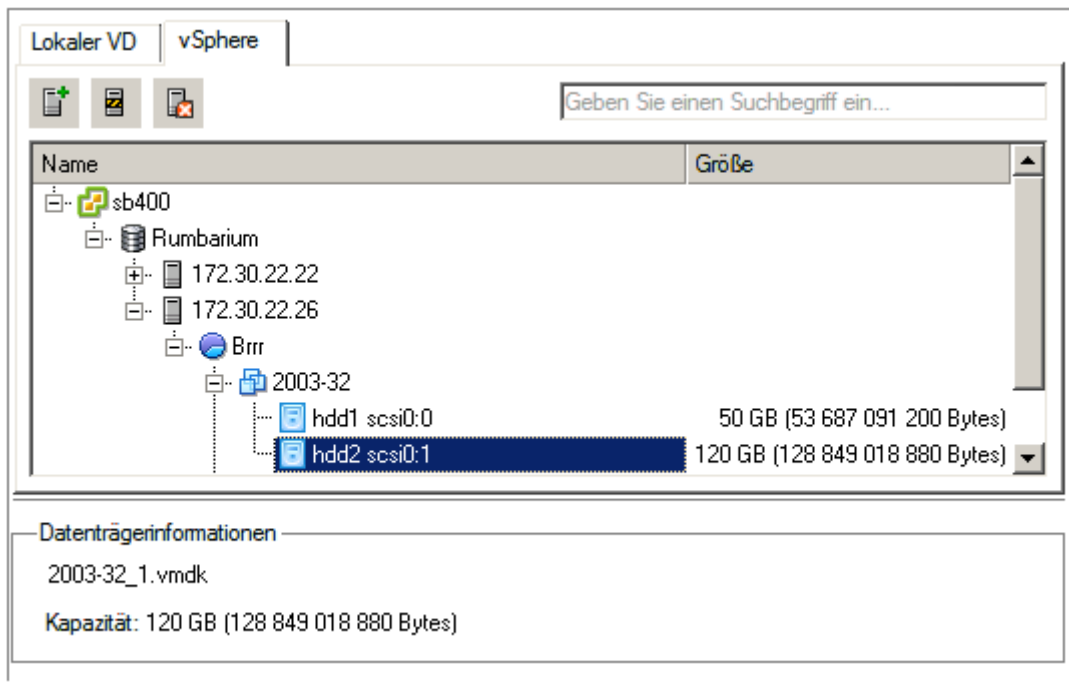 Lokaler VD vSphere
Geben Sie einen Suchbegriff ein...
Name Größe
sb400
Rumbarium
172.30.22.22
172.30.22.26
Brrr
2003-32
hdd1 scsi0:0 50 GB (53 687 091 200 Bytes)
hdd2 scsi0:1 120 GB (128 849 018 880 Bytes)
Datenträgerinformationen
2003-32_1.vmdk
Kapazität: 120 GB (128 849 018 880 Bytes)